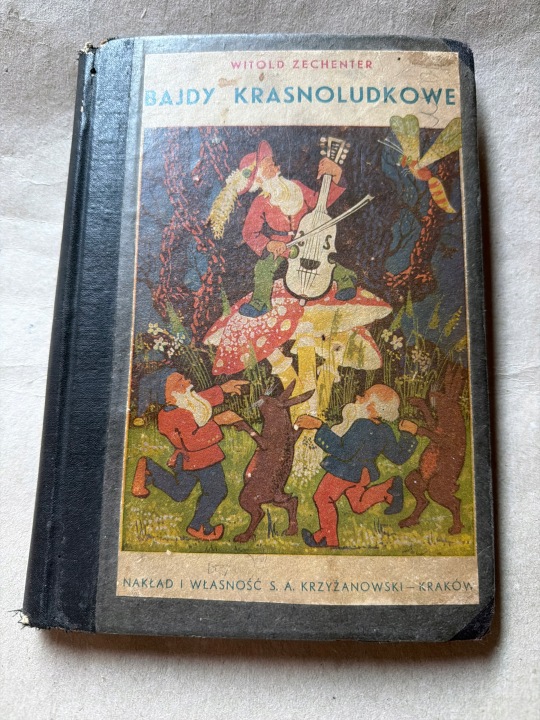 WITOLD ZECHENTER
BAJDY KRASNOLUDKOWE
NAKŁAD I WŁASNOŚĆ S. A. KRZYŻANOWSKI — KRAKÓW